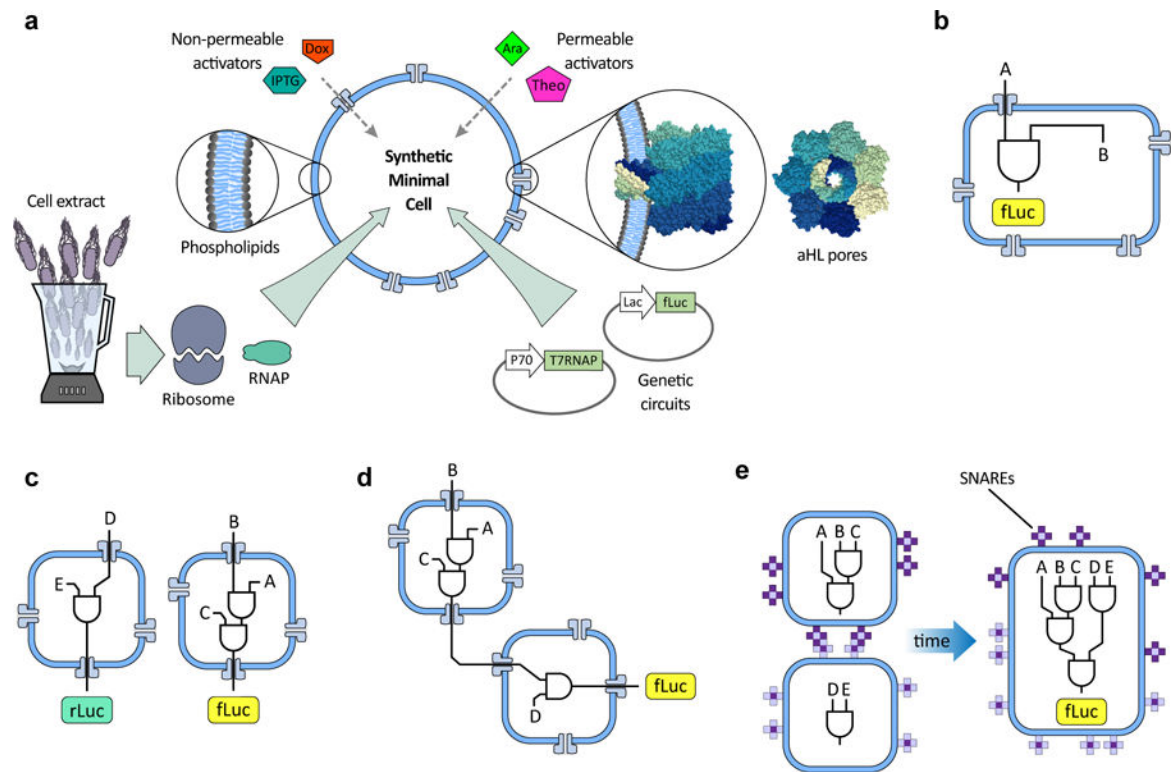 a
Non-permeable
activators
Dox
IPTG
Ara
Permeable
activators
Theo
Synthetic
Minimal
Cell
Cell extract
Phospholipids
aHL pores
Ribosome
RNAP
Lac
fLuc
P70
T7RNAP
Genetic
circuits
b
A
B
fLuc
c
D
B
E
A
C
rLuc
fLuc
d
B
A
C
D
fLuc
e
SNAREs
A B C
D E
time
A B C D E
fLuc